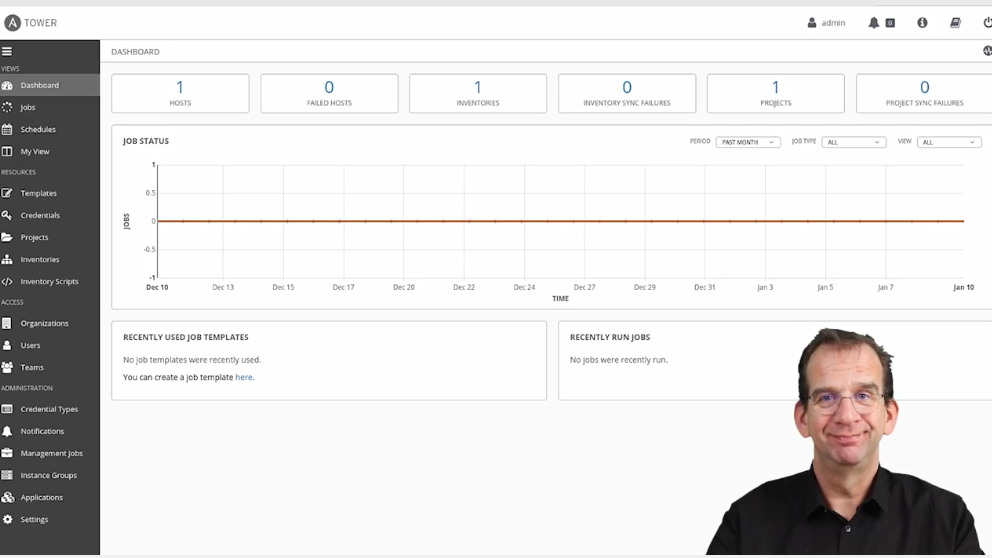 A TOWER
admin
0
VIEWS
Dashboard
Jobs
Schedules
My View
RESOURCES
Templates
Credentials
Projects
Inventories
Inventory Scripts
ACCESS
Organizations
Users
Teams
ADMINISTRATION
Credential Types
Notifications
Management Jobs
Instance Groups
Applications
Settings
DASHBOARD
1
HOSTS
0
FAILED HOSTS
1
INVENTORIES
0
INVENTORY SYNC FAILURES
1
PROJECTS
0
PROJECT SYNC FAILURES
JOB STATUS
PERIOD PAST MONTH JOB TYPE ALL VIEW ALL
JOBS
1
0.5
0
-0.5
-1
Dec 10 Dec 13 Dec 15 Dec 17 Dec 20 Dec 22 Dec 24 Dec 27 Dec 29 Dec 31 Jan 3 Jan 5 Jan 7 Jan 10
TIME
RECENTLY USED JOB TEMPLATES
No job templates were recently used.
You can create a job template here.
RECENTLY RUN JOBS
No jobs were recently run.